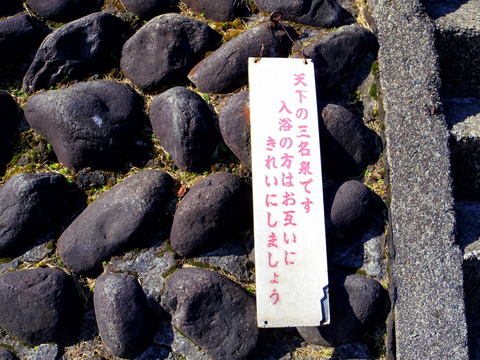 天下の三名泉です
入浴の方はお互いに
きれいにしましょう